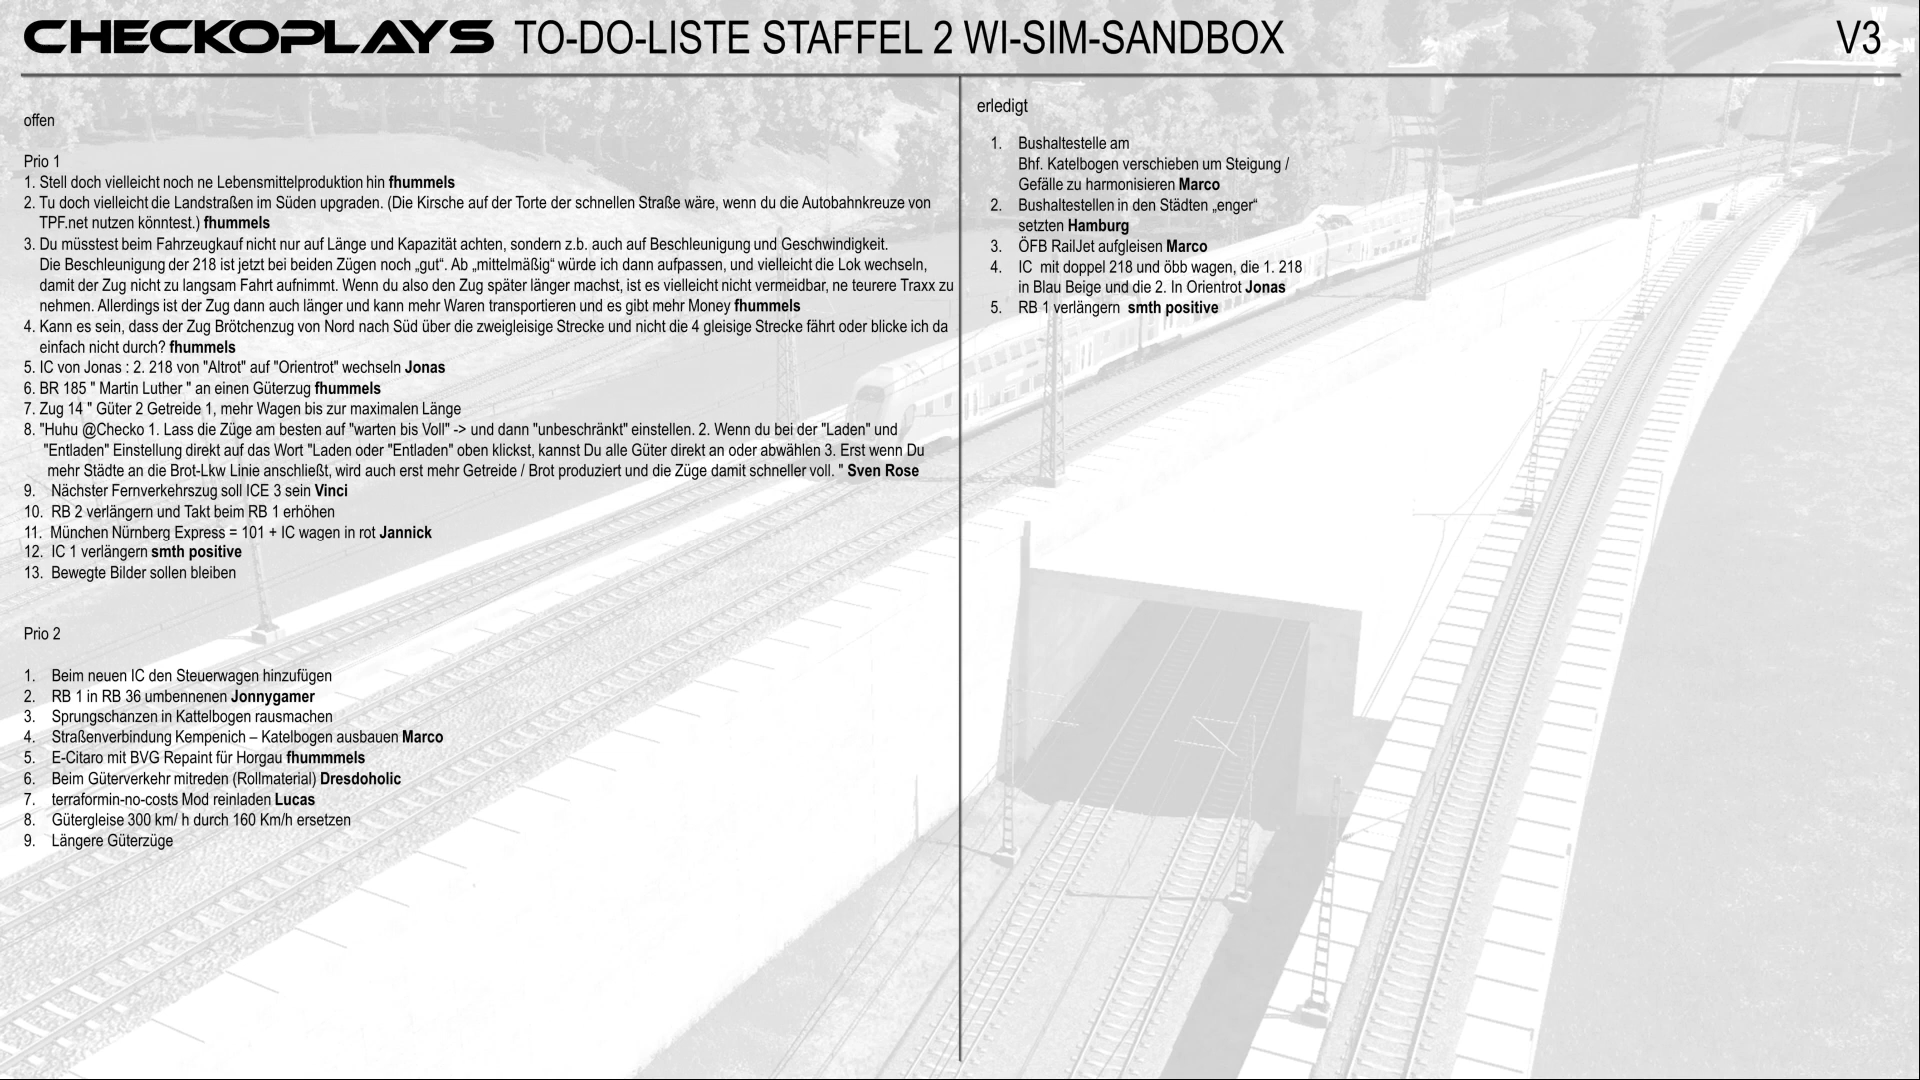 CHECKOPLAYS TO-DO-LISTE STAFFEL 2 WI-SIM-SANDBOX V3
offen
Prio 1
1. Stell doch vielleicht noch ne Lebensmittelproduktion hin fhummels
2. Tu doch vielleicht die Landstraßen im Süden upgraden. (Die Kirsche auf der Torte der schnellen Straße wäre, wenn du die Autobahnkreuze von
TPF.net nutzen könntest.) fhummels
3. Du müsstest beim Fahrzeugkauf nicht nur auf Länge und Kapazität achten, sondern z.b. auch auf Beschleunigung und Geschwindigkeit.
Die Beschleunigung der 218 ist jetzt bei beiden Zügen noch „gut“. Ab „mittelmäßig“ würde ich dann aufpassen, und vielleicht die Lok wechseln,
damit der Zug nicht zu langsam Fahrt aufnimmt. Wenn du also den Zug später länger machst, ist es vielleicht nicht vermeidbar, ne teurere Traxx zu
nehmen. Allerdings ist der Zug dann auch länger und kann mehr Waren transportieren und es gibt mehr Money fhummels
4. Kann es sein, dass der Zug Brötchenzug von Nord nach Süd über die zweigleisige Strecke und nicht die 4 gleisige Strecke fährt oder blicke ich da
einfach nicht durch? fhummels
5. IC von Jonas : 2. 218 von "Altrot" auf "Orientrot" wechseln Jonas
6. BR 185 " Martin Luther " an einen Güterzug fhummels
7. Zug 14 " Güter 2 Getreide 1, mehr Wagen bis zur maximalen Länge
8. "Huhu @Checko 1. Lass die Züge am besten auf "warten bis Voll" -> und dann "unbeschränkt" einstellen. 2. Wenn du bei der "Laden" und
"Entladen" Einstellung direkt auf das Wort "Laden oder "Entladen" oben klickst, kannst Du alle Güter direkt an oder abwählen 3. Erst wenn Du
mehr Städte an die Brot-Lkw Linie anschließt, wird auch erst mehr Getreide / Brot produziert und die Züge damit schneller voll. " Sven Rose
9. Nächster Fernverkehrszug soll ICE 3 sein Vinci
10. RB 2 verlängern und Takt beim RB 1 erhöhen
11. München Nürnberg Express = 101 + IC wagen in rot Jannick
12. IC 1 verlängern smth positive
13. Bewegte Bilder sollen bleiben
Prio 2
1. Beim neuen IC den Steuerwagen hinzufügen
2. RB 1 in RB 36 umbennenen Jonnygamer
3. Sprungschanzen in Kattelbogen rausmachen
4. Straßenverbindung Kempenich – Katelbogen ausbauen Marco
5. E-Citaro mit BVG Repaint für Horgau fhummmels
6. Beim Güterverkehr mitreden (Rollmaterial) Dresdoholic
7. terraformin-no-costs Mod reinladen Lucas
8. Gütergleise 300 km/ h durch 160 Km/h ersetzen
9. Längere Güterzüge
erledigt
1. Bushaltestelle am
Bhf. Katelbogen verschieben um Steigung /
Gefälle zu harmonisieren Marco
2. Bushaltestellen in den Städten „enger“
setzten Hamburg
3. ÖFB RailJet aufgleisen Marco
4. IC mit doppel 218 und öbb wagen, die 1. 218
in Blau Beige und die 2. In Orientrot Jonas
5. RB 1 verlängern smth positive